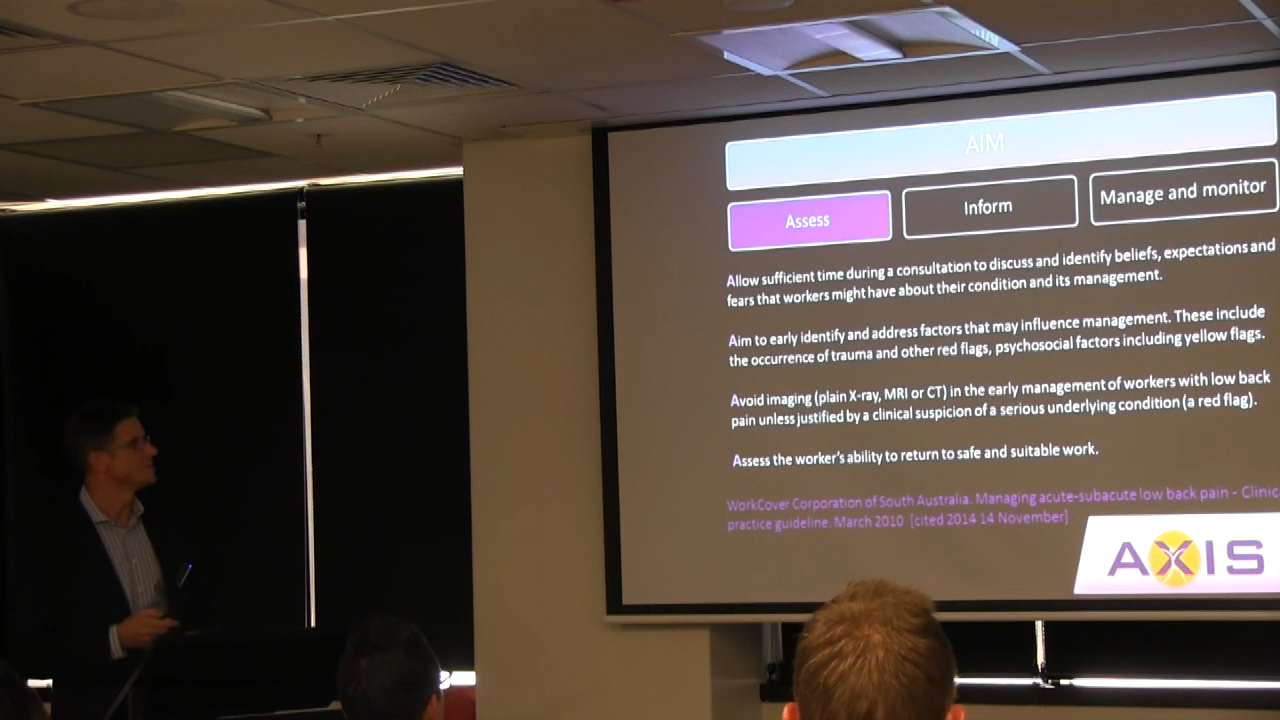 AIM
Assess
Inform
Manage and monitor
Allow sufficient time during a consultation to discuss and identify beliefs, expectations and
fears that workers might have about their condition and its management.
Aim to early identify and address factors that may influence management. These include
the occurrence of trauma and other red flags, psychosocial factors including yellow flags.
Avoid imaging (plain X-ray, MRI or CT) in the early management of workers with low back
pain unless justified by a clinical suspicion of a serious underlying condition (a red flag).
Assess the worker's ability to return to safe and suitable work.
WorkCover Corporation of South Australia. Managing acute-subacute low back pain - Clinic
practice guideline. March 2010 [cited 2014 14 November]
AXIS